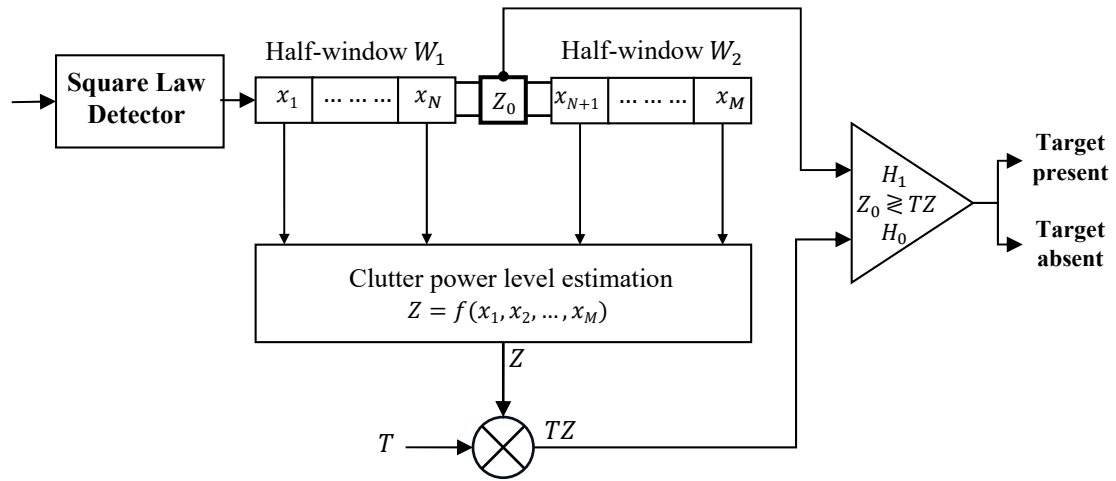 Half-window 𝑊₁
Half-window 𝑊₂
Square Law
Detector
𝑥₁ ... ... ... 𝑥_N 𝑍₀ 𝑥_{N+1} ... ... ... 𝑥_M
Target
present
𝐻₁
𝑍₀ ≷ 𝑇𝑍
𝐻₀
Target
absent
Clutter power level estimation
𝑍 = 𝑓(𝑥₁, 𝑥₂, … , 𝑥_M)
𝑍
𝑇
𝑇𝑍